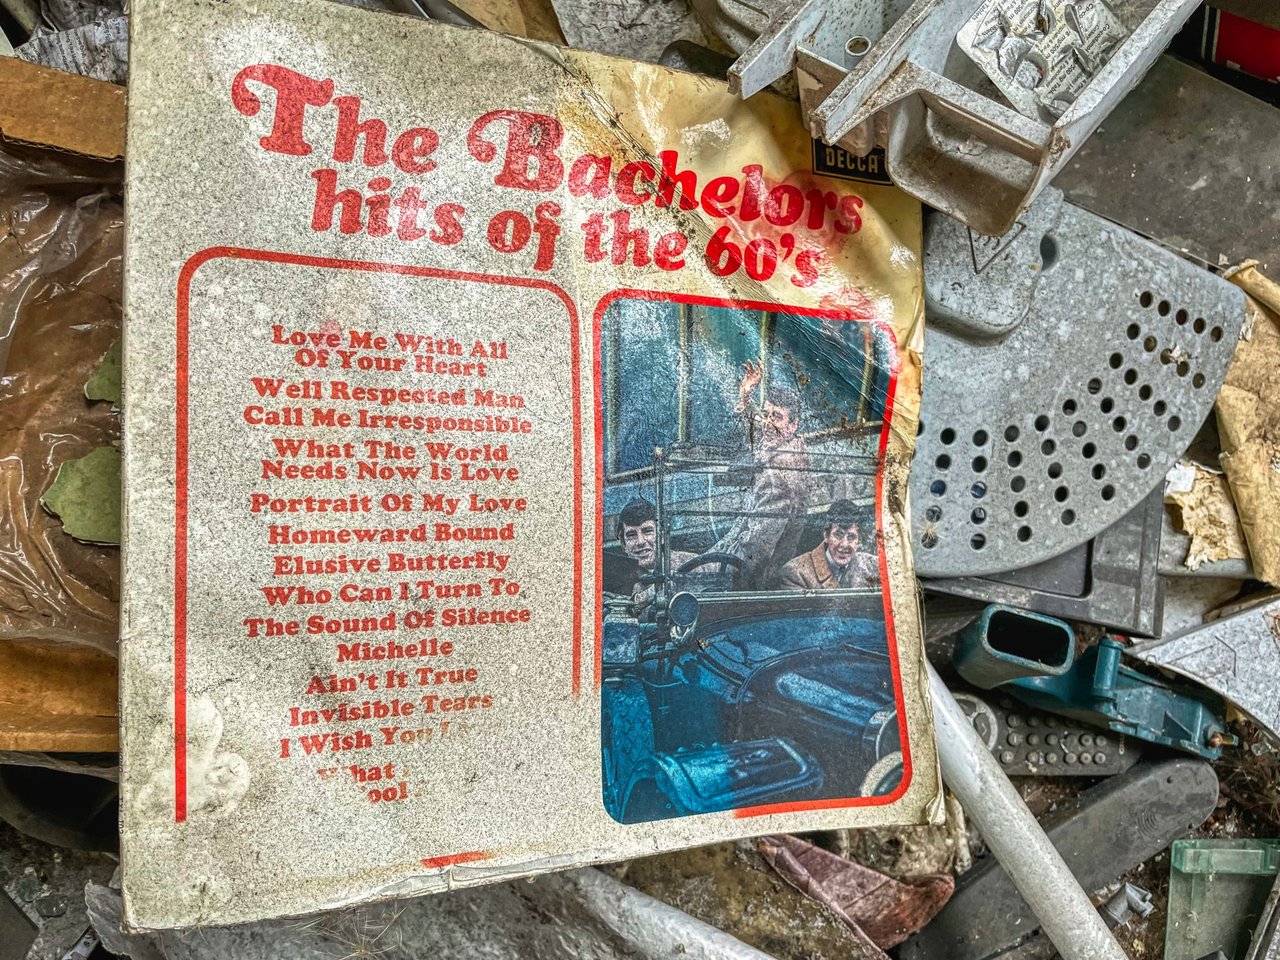 The Bachelors
hits of the 60's
DECCA
Love Me With All
Of Your Heart
Well Respected Man
Call Me Irresponsible
What The World
Needs Now Is Love
Portrait Of My Love
Homeward Bound
Elusive Butterfly
Who Can I Turn To
The Sound Of Silence
Michelle
Ain't It True
Invisible Tears
I Wish You